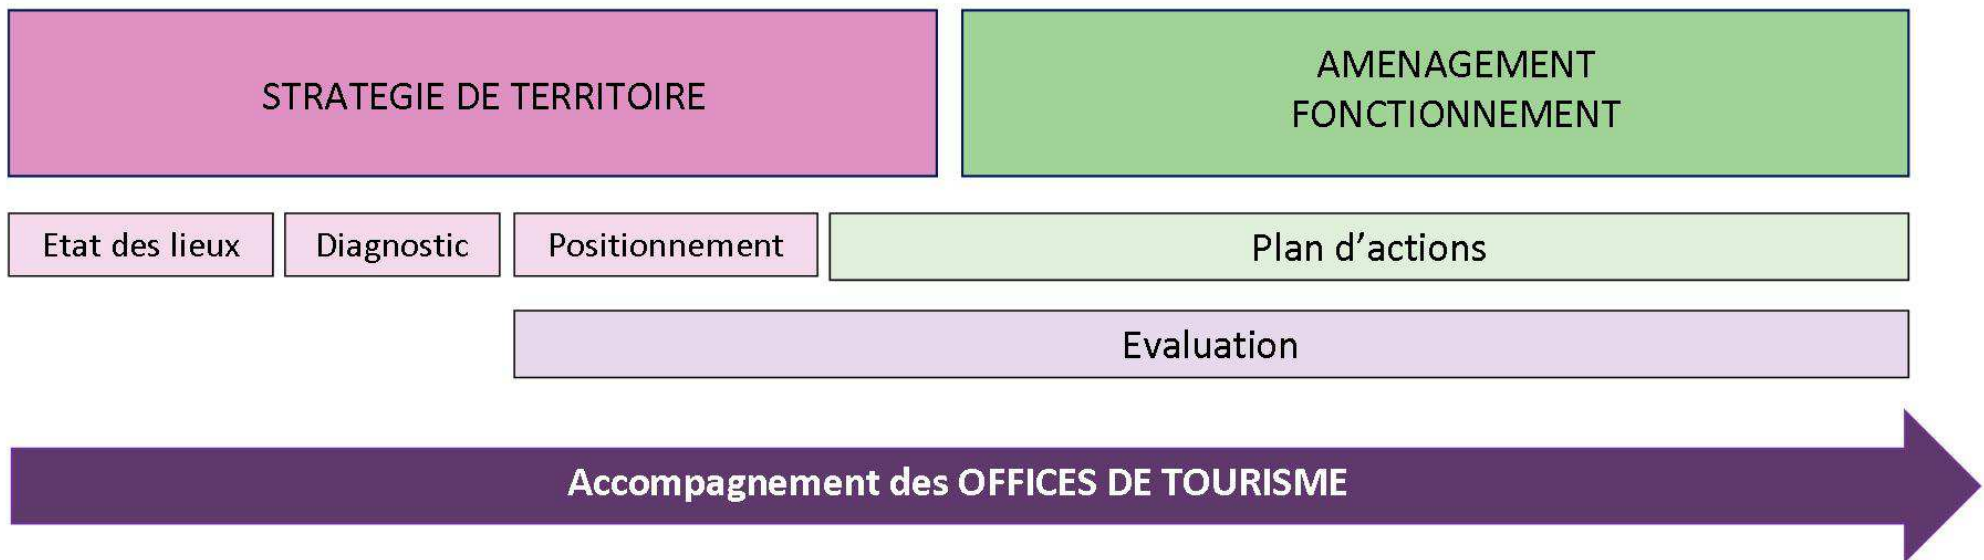 STRATEGIE DE TERRITOIRE
AMENAGEMENT
FONCTIONNEMENT
Etat des lieux
Diagnostic
Positionnement
Plan d’actions
Evaluation
Accompagnement des OFFICES DE TOURISME